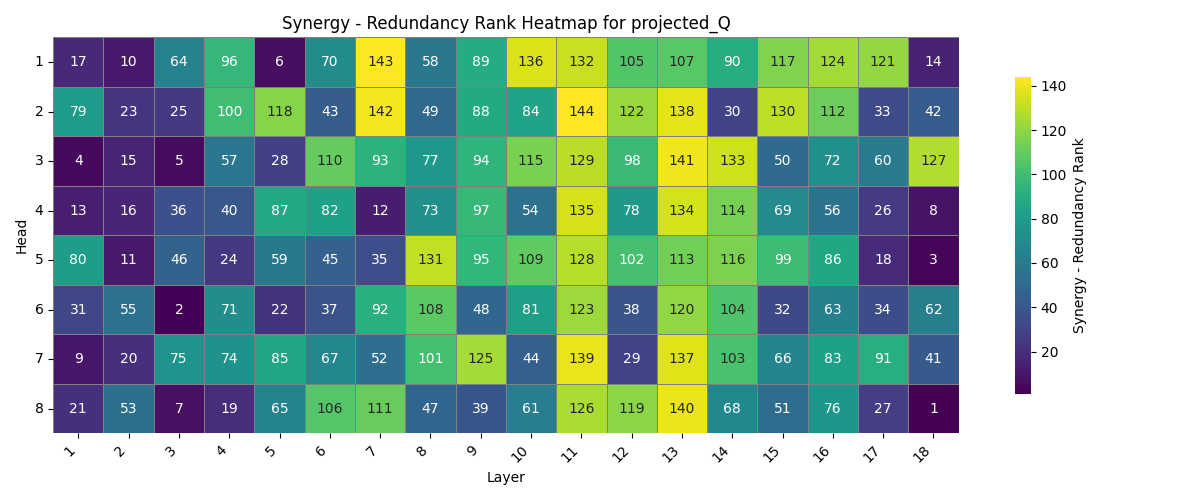 Synergy - Redundancy Rank Heatmap for projected_Q
1 17 10 64 96 6 70 143 58 89 136 132 105 107 90 117 124 121 14
2 79 23 25 100 118 43 142 49 88 84 144 122 138 30 130 112 33 42
3 4 15 5 57 28 110 93 77 94 115 129 98 141 133 50 72 60 127
4 13 16 36 40 87 82 12 73 97 54 135 78 134 114 69 56 26 8
5 80 11 46 24 59 45 35 131 95 109 128 102 113 116 99 86 18 3
6 31 55 2 71 22 37 92 108 48 81 123 38 120 104 32 63 34 62
7 9 20 75 74 85 67 52 101 125 44 139 29 137 103 66 83 91 41
8 21 53 7 19 65 106 111 47 39 61 126 119 140 68 51 76 27 1
Head
1 2 3 4 5 6 7 8 9 10 11 12 13 14 15 16 17 18
Layer
140
120
100
80
60
40
20
Synergy - Redundancy Rank